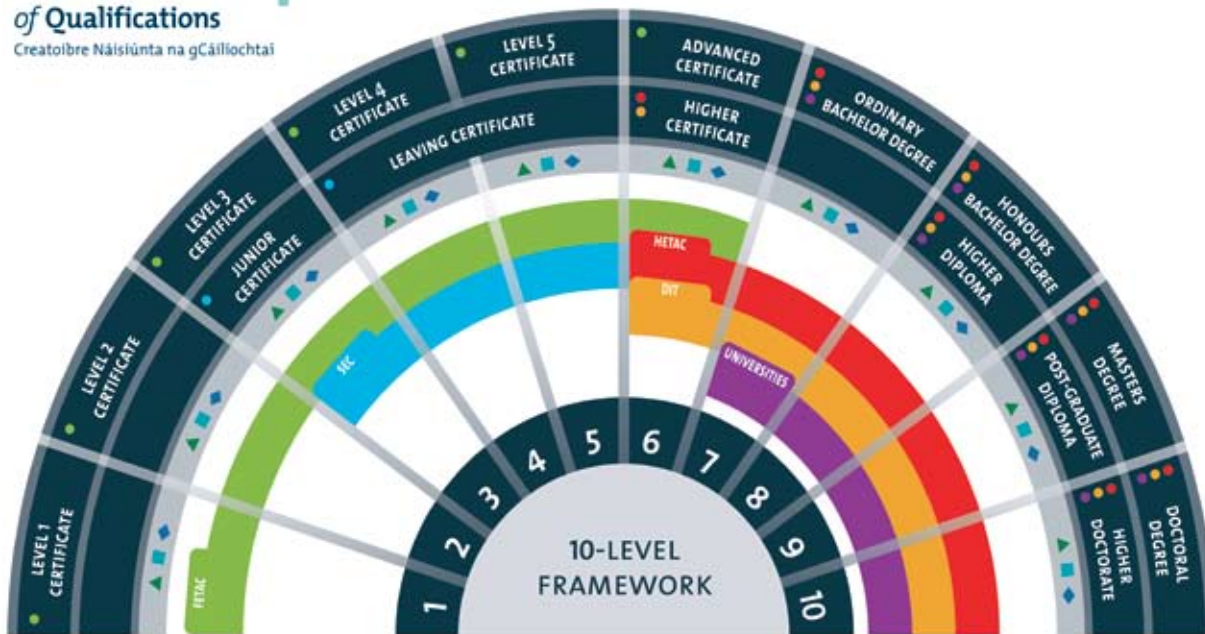 of Qualifications
Creatoibre Náisiúnta na gCáilíochtaí
LEVEL 1
CERTIFICATE
LEVEL 2
CERTIFICATE
LEVEL 3
CERTIFICATE
JUNIOR
CERTIFICATE
LEVEL 4
CERTIFICATE
LEVEL 5
CERTIFICATE
LEAVING CERTIFICATE
ADVANCED
CERTIFICATE
HIGHER
CERTIFICATE
ORDINARY
BACHELOR DEGREE
HONOURS
BACHELOR DEGREE
HIGHER
DIPLOMA
MASTERS
DEGREE
POST-GRADUATE
DIPLOMA
DOCTORAL
DEGREE
HIGHER
DOCTORATE
FETAC
SEC
HETAC
DIT
UNIVERSITIES
1
2
3
4
5
6
7
8
9
10
10-LEVEL
FRAMEWORK